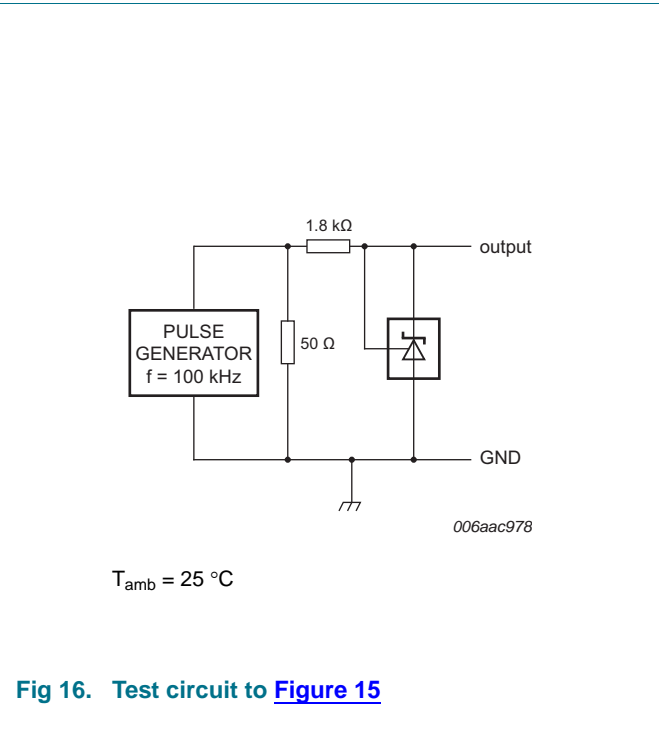 1.8 kΩ
output
PULSE
GENERATOR
f = 100 kHz
50 Ω
GND
006aac978
Tamb = 25 °C
Fig 16. Test circuit to Figure 15